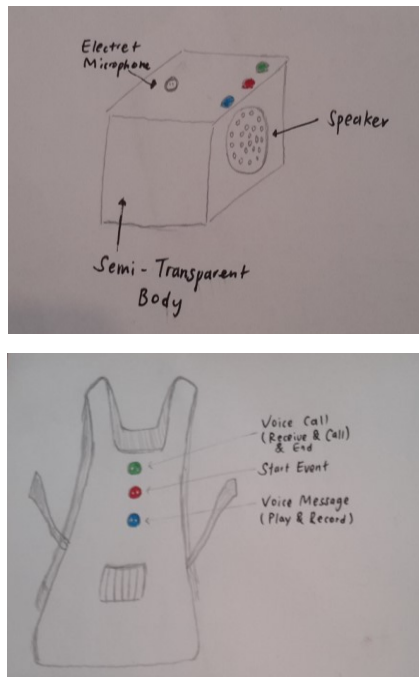 Electret
Microphone
Speaker
Semi-Transparent
Body
Voice Call
(Receive & Call)
& End
Start Event
Voice Message
(Play & Record)